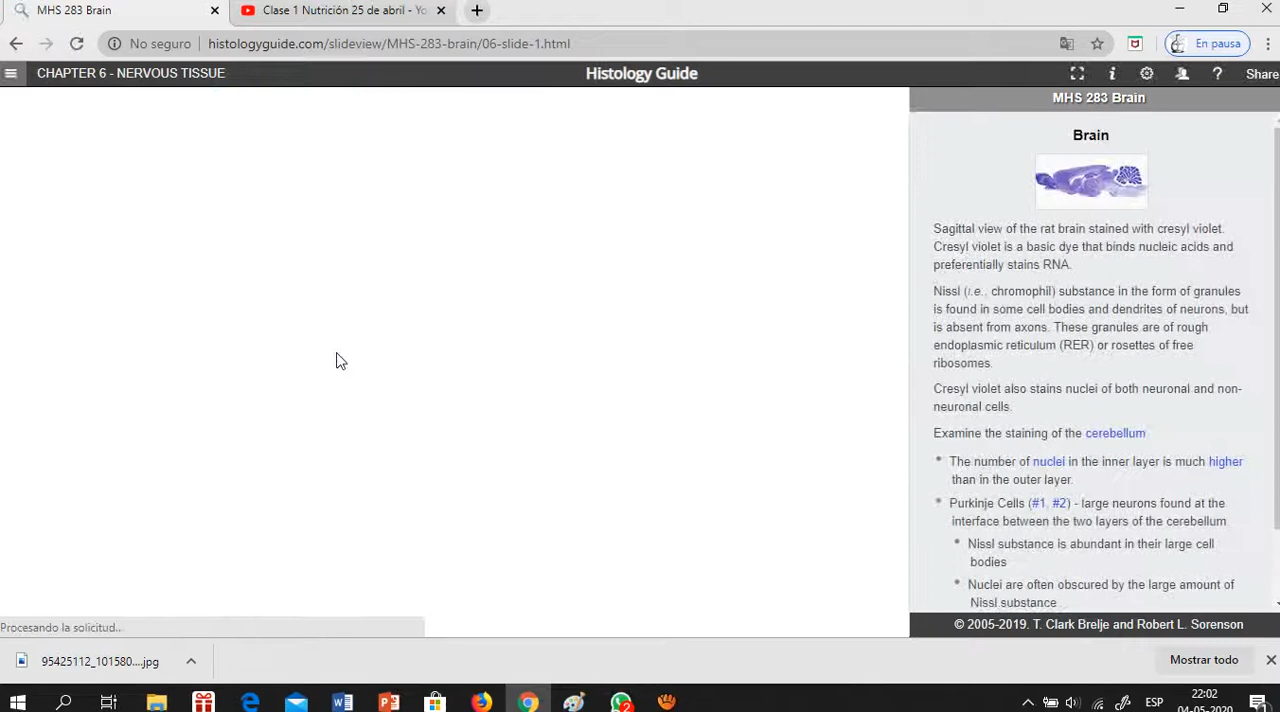 MHS 283 Brain
Clase 1 Nutrición 25 de abril - Yo
No seguro
histologyguide.com/slideview/MHS-283-brain/06-slide-1.html
En pausa
CHAPTER 6 - NERVOUS TISSUE
Histology Guide
Share
MHS 283 Brain
Brain
Sagittal view of the rat brain stained with cresyl violet.
Cresyl violet is a basic dye that binds nucleic acids and
preferentially stains RNA.
Nissl (i.e., chromophil) substance in the form of granules
is found in some cell bodies and dendrites of neurons, but
is absent from axons. These granules are of rough
endoplasmic reticulum (RER) or rosettes of free
ribosomes.
Cresyl violet also stains nuclei of both neuronal and non-
neuronal cells.
Examine the staining of the cerebellum
The number of nuclei in the inner layer is much higher
than in the outer layer.
Purkinje Cells (#1, #2) - large neurons found at the
interface between the two layers of the cerebellum
Nissl substance is abundant in their large cell
bodies
Nuclei are often obscured by the large amount of
Nissl substance
Procesando la solicitud...
© 2005-2019. T. Clark Brelje and Robert L. Sorenson
95425112_101580....jpg
Mostrar todo
2
ESP
22:02
04-05-2020
1